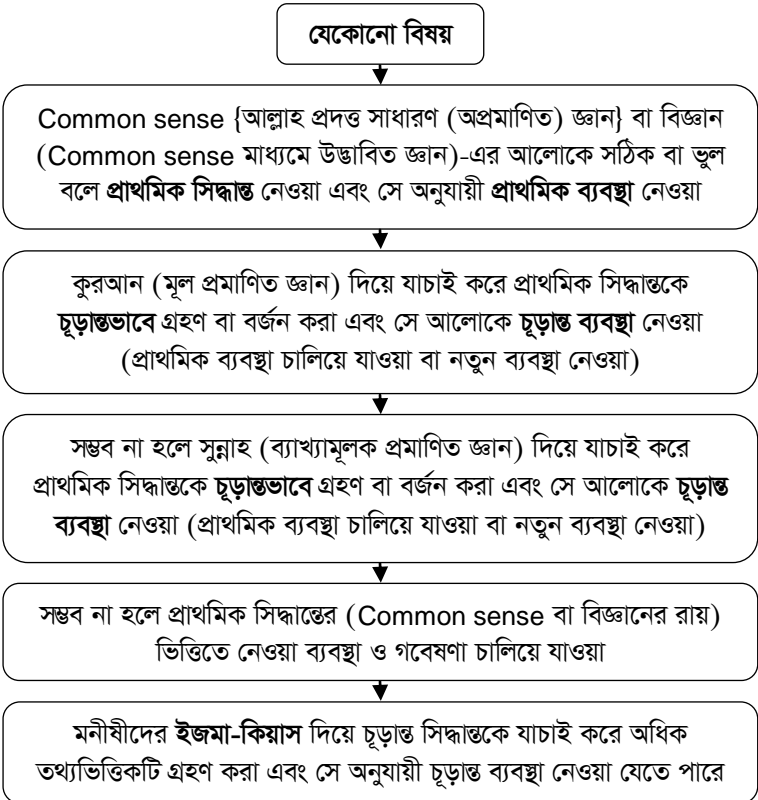 যেকোনো বিষয়
Common sense {আল্লাহ প্রদত্ত সাধারণ (অপ্রমাণিত) জ্ঞান} বা বিজ্ঞান
(Common sense মাধ্যমে উদ্ভাবিত জ্ঞান)-এর আলোকে সঠিক বা ভুল
বলে প্রাথমিক সিদ্ধান্ত নেওয়া এবং সে অনুযায়ী প্রাথমিক ব্যবস্থা নেওয়া
কুরআন (মূল প্রমাণিত জ্ঞান) দিয়ে যাচাই করে প্রাথমিক সিদ্ধান্তকে
চূড়ান্তভাবে গ্রহণ বা বর্জন করা এবং সে আলোকে চূড়ান্ত ব্যবস্থা নেওয়া
(প্রাথমিক ব্যবস্থা চালিয়ে যাওয়া বা নতুন ব্যবস্থা নেওয়া)
সম্ভব না হলে সুন্নাহ (ব্যাখ্যামূলক প্রমাণিত জ্ঞান) দিয়ে যাচাই করে
প্রাথমিক সিদ্ধান্তকে চূড়ান্তভাবে গ্রহণ বা বর্জন করা এবং সে আলোকে চূড়ান্ত
ব্যবস্থা নেওয়া (প্রাথমিক ব্যবস্থা চালিয়ে যাওয়া বা নতুন ব্যবস্থা নেওয়া)
সম্ভব না হলে প্রাথমিক সিদ্ধান্তের (Common sense বা বিজ্ঞানের রায়)
ভিত্তিতে নেওয়া ব্যবস্থা ও গবেষণা চালিয়ে যাওয়া
মনীষীদের ইজমা-কিয়াস দিয়ে চূড়ান্ত সিদ্ধান্তকে যাচাই করে অধিক
তথ্যভিত্তিকটি গ্রহণ করা এবং সে অনুযায়ী চূড়ান্ত ব্যবস্থা নেওয়া যেতে পারে